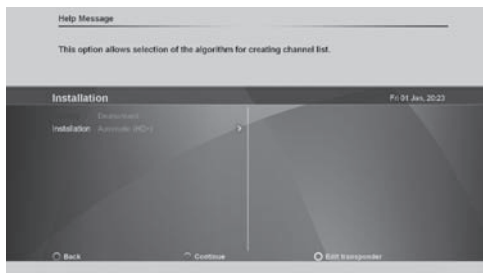 Help Message
This option allows selection of the algorithm for creating channel list.
Installation
Fri 01 Jan, 20:23
Installation
Automatic (HD+)
Back
Continue
Edit transponder